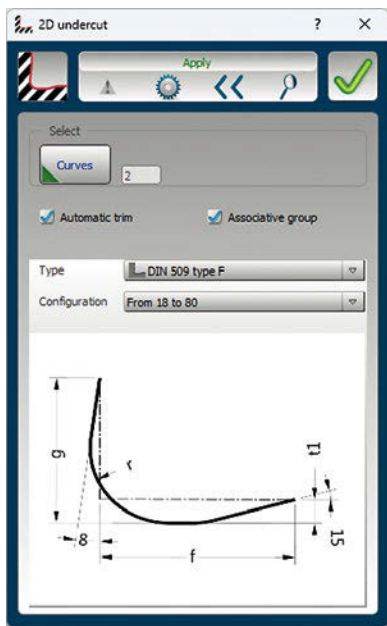 2D undercut
?
Apply
Select
Curves
2
Automatic trim
Associative group
Type
DIN 509 type F
Configuration
From 18 to 80
g
r
t1
8
15
f